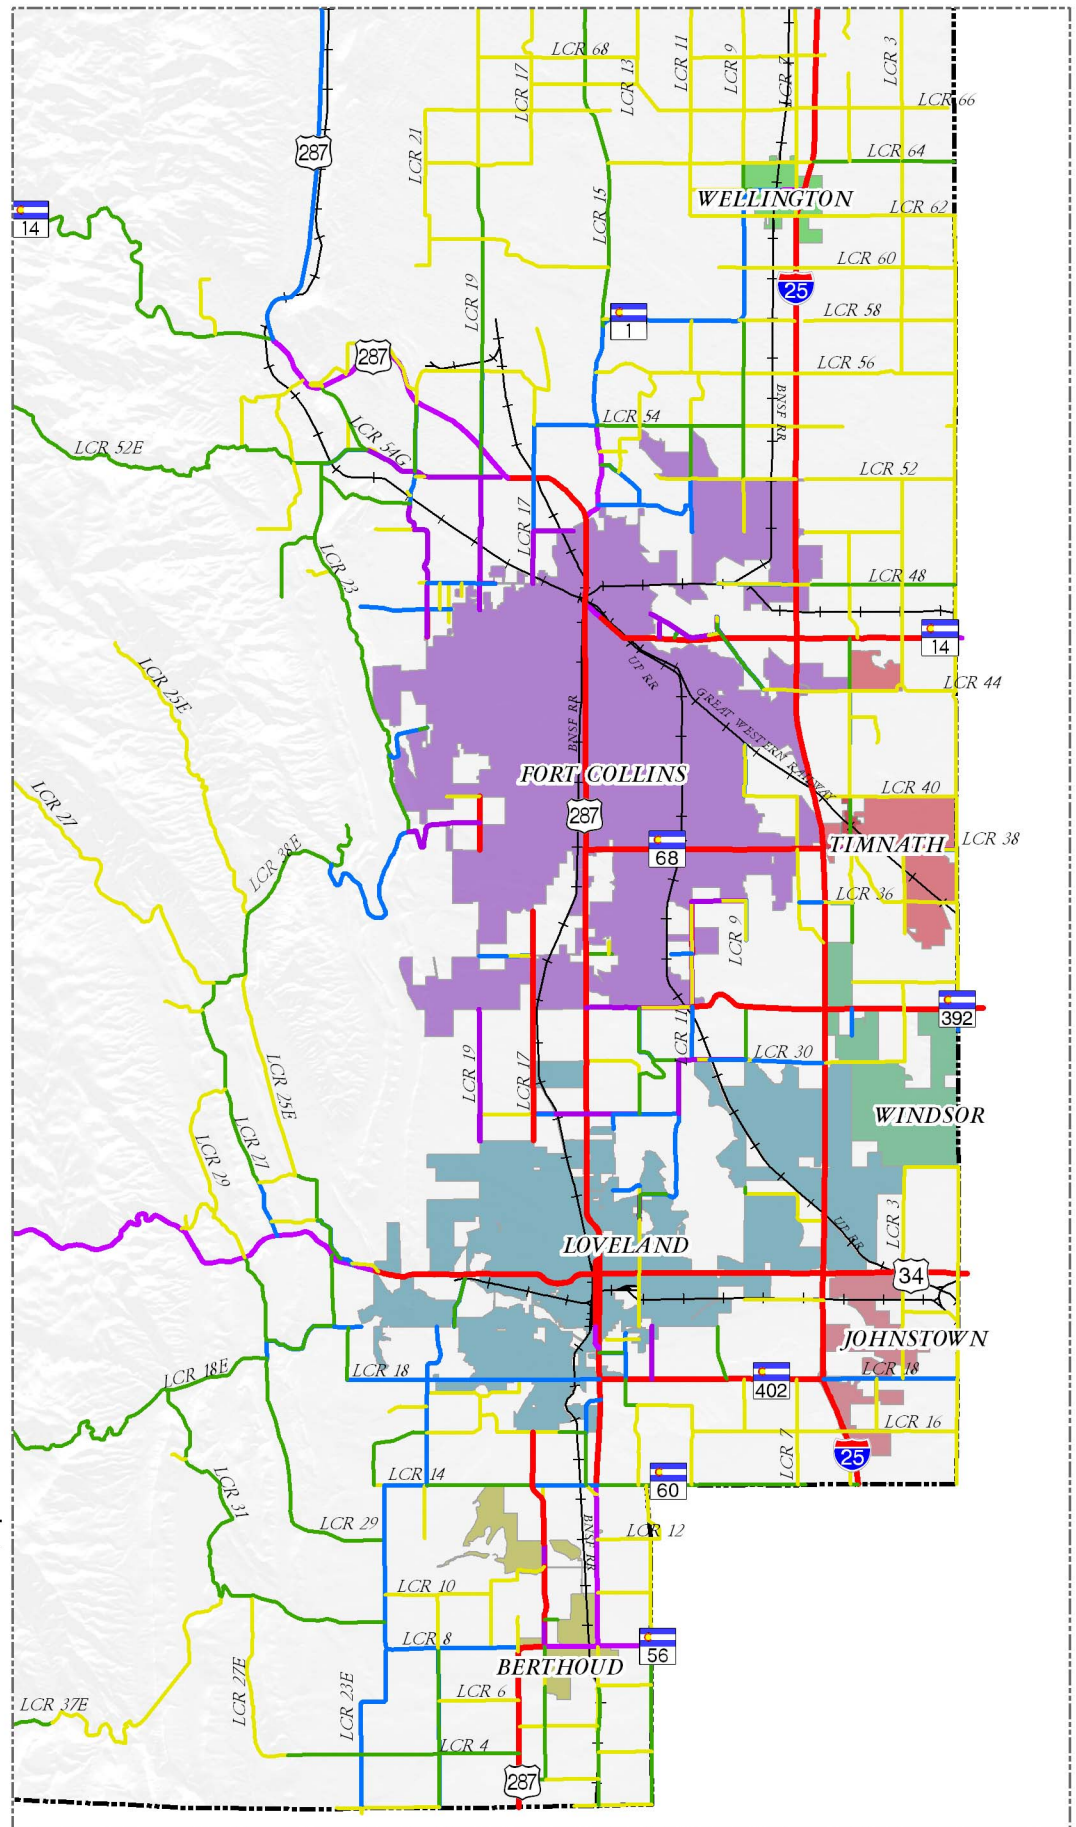 LCR 68
LCR 17
LCR 13
LCR 11
LCR 9
LCR 3
LCR 66
287
LCR 21
LCR 64
14
LCR 15
WELLINGTON
LCR 62
LCR 60
LCR 19
25
1
LCR 58
287
LCR 56
BNSF RR
LCR 54
LCR 52E
LCR 54G
LCR 52
LCR 17
LCR 23
LCR 48
14
UP RR
LCR 44
LCR 25E
GREAT WESTERN RAILWAY
BNSF RR
FORT COLLINS
LCR 27
LCR 40
287
68
TIMNATH
LCR 38
LCR 38E
LCR 36
LCR 9
392
LCR 11
LCR 30
LCR 19
LCR 17
LCR 25E
WINDSOR
LCR 27
LCR 29
LCR 3
UP RR
LOVELAND
34
JOHNSTOWN
LCR 18E
LCR 18
402
LCR 18
LCR 16
LCR 7
25
LCR 14
60
LCR 31
LCR 29
BNSF RR
LCR 12
LCR 10
LCR 8
56
BERTHOUD
LCR 27E
LCR 23E
LCR 6
LCR 37E
LCR 4
287